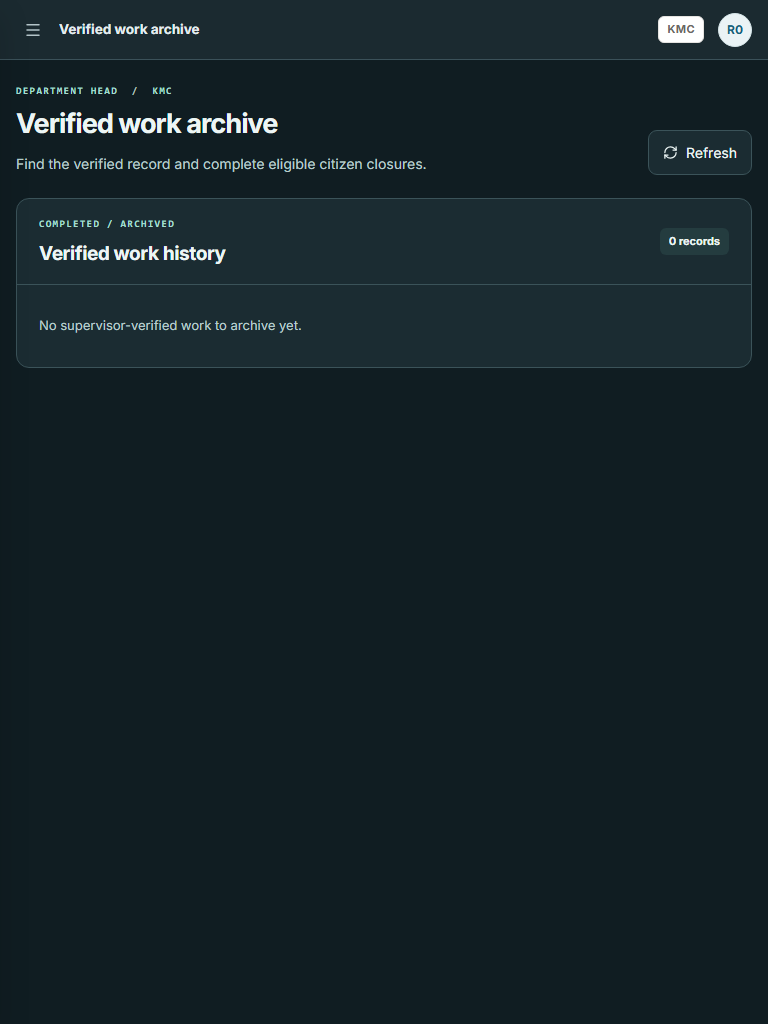 Verified work archive
KMC
RO
DEPARTMENT HEAD / KMC
Verified work archive
Find the verified record and complete eligible citizen closures.
Refresh
COMPLETED / ARCHIVED
Verified work history
0 records
No supervisor-verified work to archive yet.